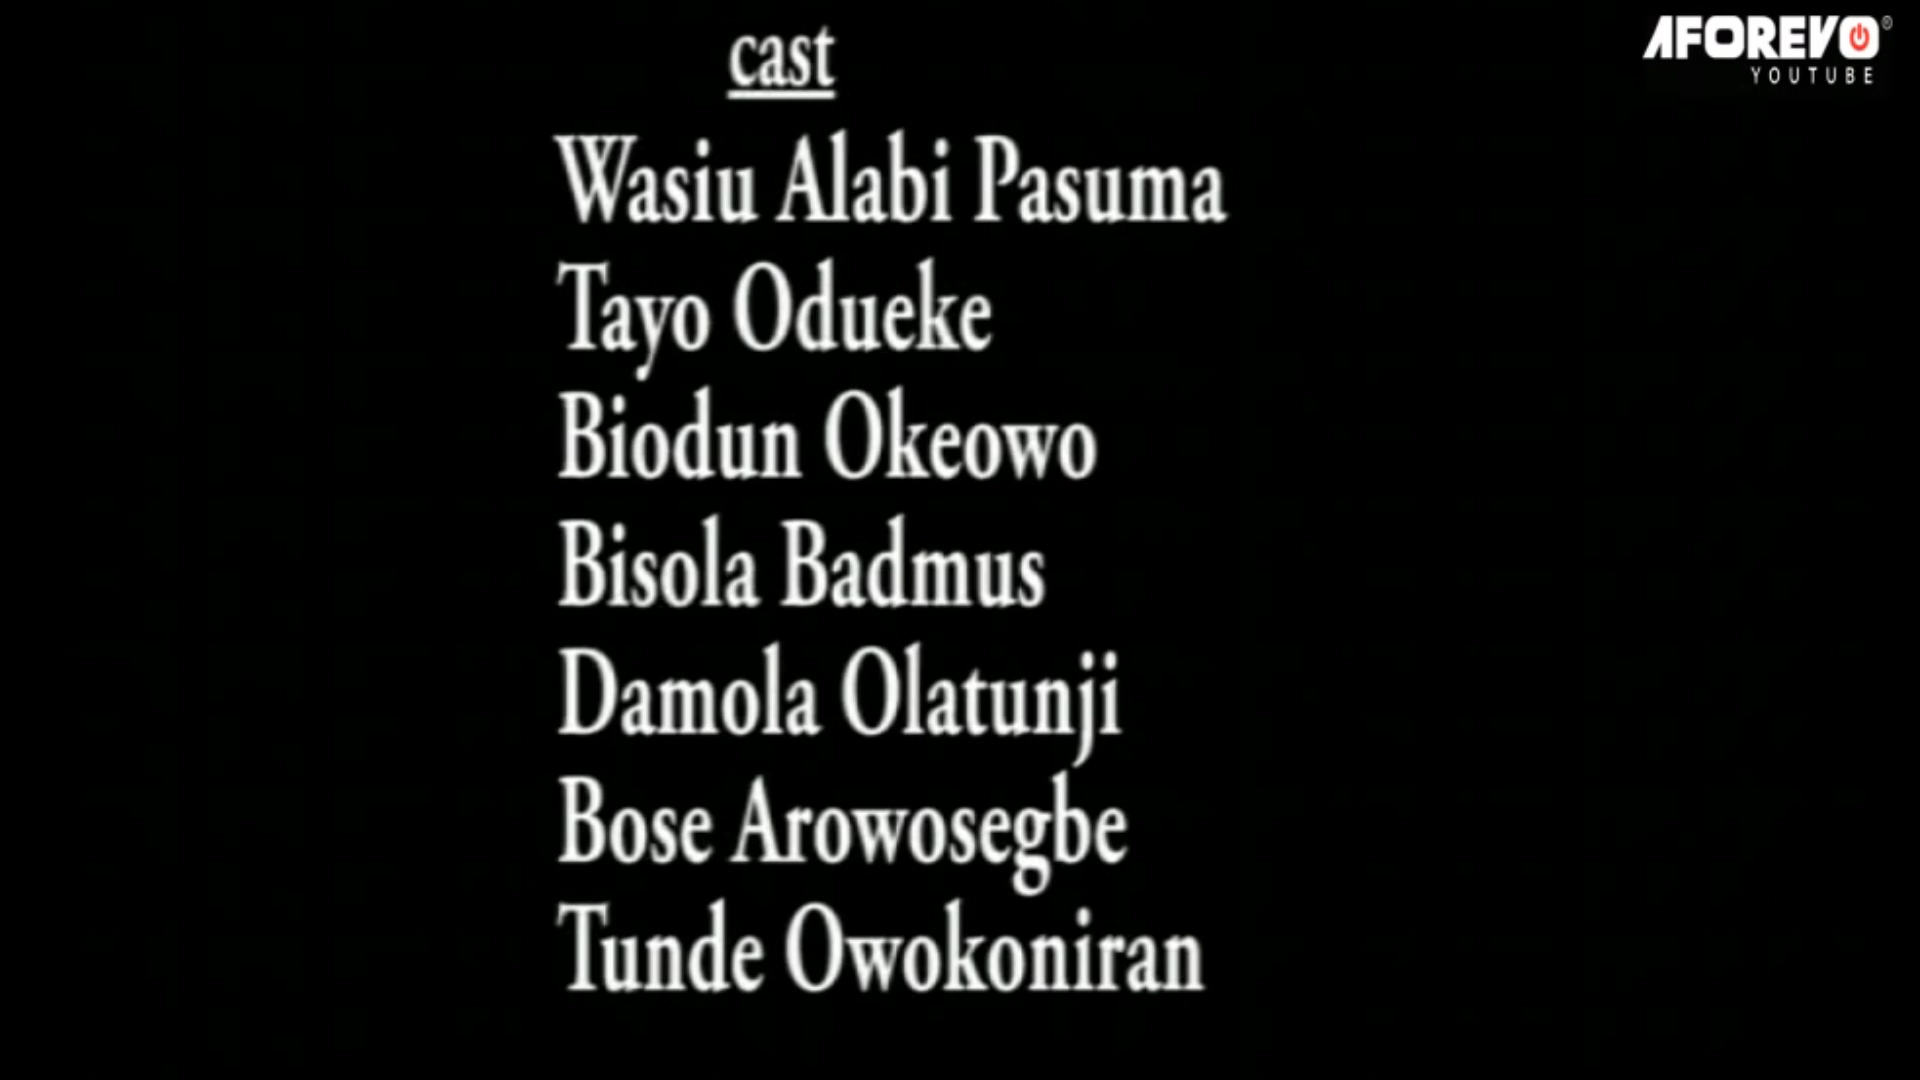 cast
AFOREVO®
YOUTUBE
Wasiu Alabi Pasuma
Tayo Odueke
Biodun Okeowo
Bisola Badmus
Damola Olatunji
Bose Arowosegbe
Tunde Owokoniran